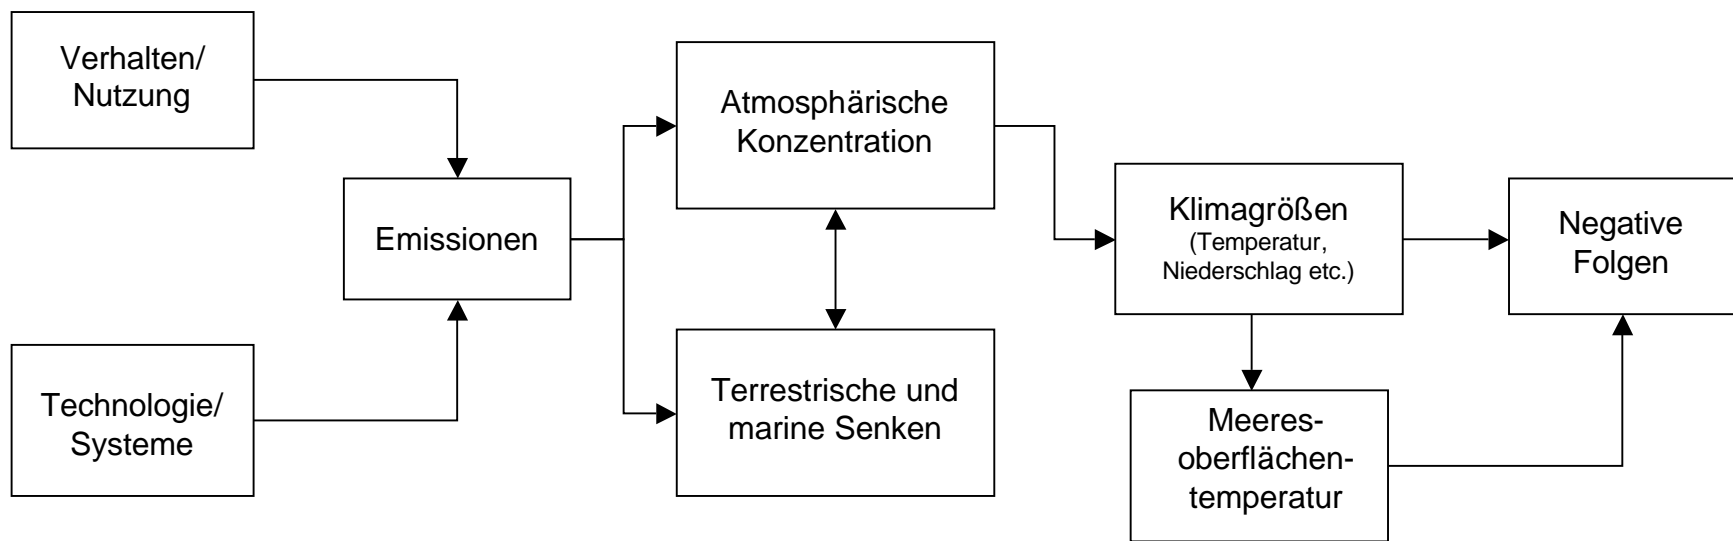 Verhalten/
Nutzung
Technologie/
Systeme
Emissionen
Atmosphärische
Konzentration
Terrestrische und
marine Senken
Klimagrößen
(Temperatur,
Niederschlag etc.)
Meeres-
oberflächen-
temperatur
Negative
Folgen